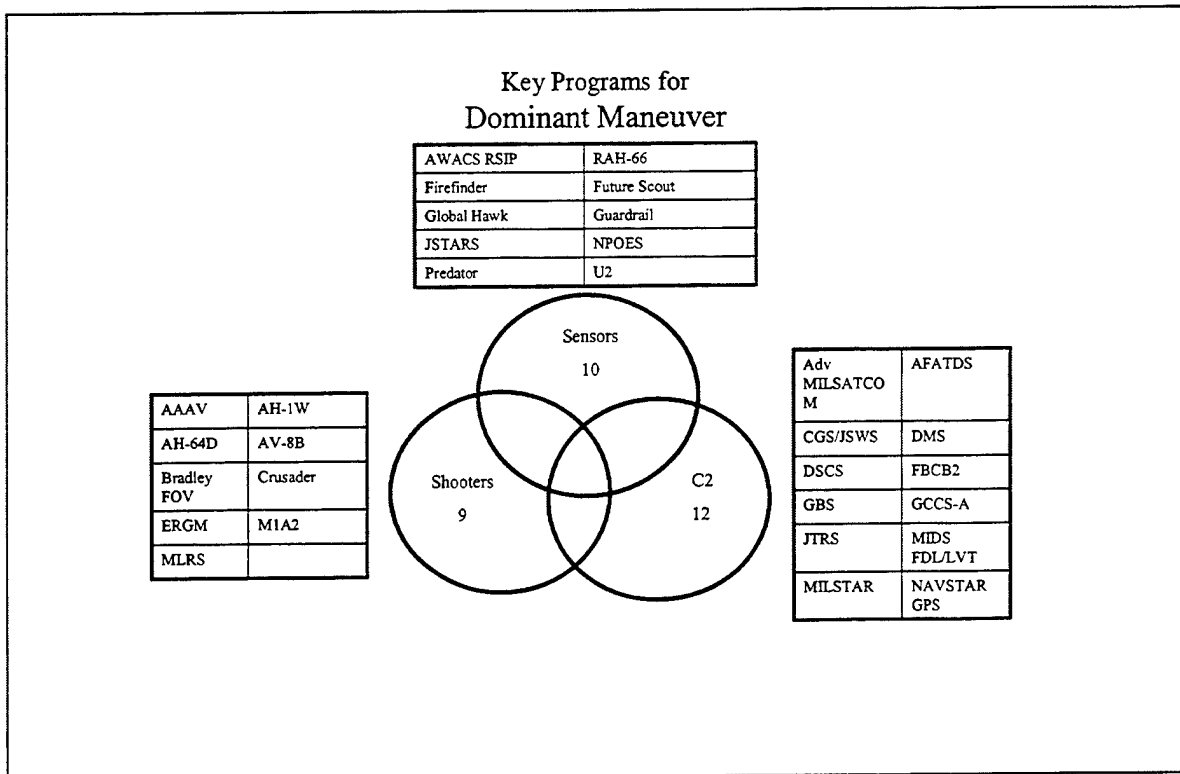 Key Programs for
Dominant Maneuver
AWACS RSIP RAH-66
Firefinder Future Scout
Global Hawk Guardrail
JSTARS NPOES
Predator U2
Sensors
10
Shooters
9
C2
12
AAAV AH-1W
AH-64D AV-8B
Bradley Crusader
FOV
ERGM M1A2
MLRS
Adv AFATDS
MILSATCO
M
CGS/JSWS DMS
DSCS FBCB2
GBS GCCS-A
JTRS MIDS
FDL/LVT
MILSTAR NAVSTAR
GPS